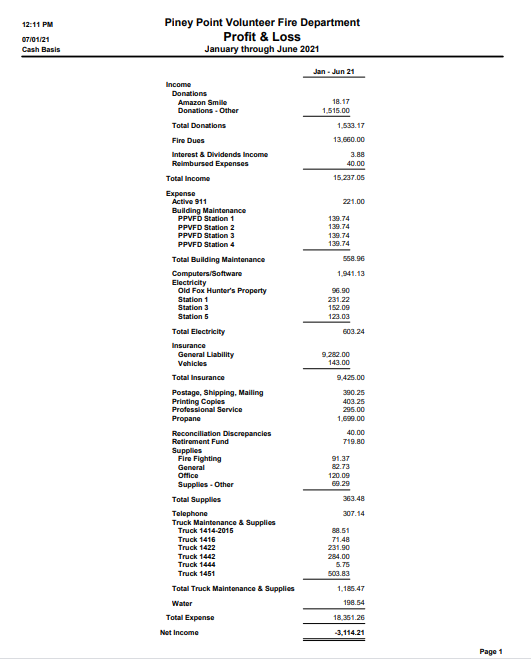 12:11 PM
Piney Point Volunteer Fire Department
07/01/21
Profit & Loss
Cash Basis
January through June 2021
Jan - Jun 21
Income
Donations
Amazon Smile 18.17
Donations - Other 1,515.00
Total Donations 1,533.17
Fire Dues 13,660.00
Interest & Dividends Income 3.88
Reimbursed Expenses 40.00
Total Income 15,237.05
Expense
Active 911 221.00
Building Maintenance
PPVFD Station 1 139.74
PPVFD Station 2 139.74
PPVFD Station 3 139.74
PPVFD Station 4 139.74
Total Building Maintenance 558.96
Computers/Software 1,941.13
Electricity
Old Fox Hunter's Property 96.90
Station 1 231.22
Station 3 152.09
Station 5 123.03
Total Electricity 603.24
Insurance
General Liability 9,282.00
Vehicles 143.00
Total Insurance 9,425.00
Postage, Shipping, Mailing 390.25
Printing Copies 403.25
Professional Service 295.00
Propane 1,699.00
Reconciliation Discrepancies 40.00
Retirement Fund 719.80
Supplies
Fire Fighting 91.37
General 82.73
Office 120.09
Supplies - Other 69.29
Total Supplies 363.48
Telephone 307.14
Truck Maintenance & Supplies
Truck 1414-2015 88.51
Truck 1416 71.48
Truck 1422 231.90
Truck 1442 284.00
Truck 1444 5.75
Truck 1451 503.83
Total Truck Maintenance & Supplies 1,185.47
Water 198.54
Total Expense 18,351.26
Net Income -3,114.21
Page 1